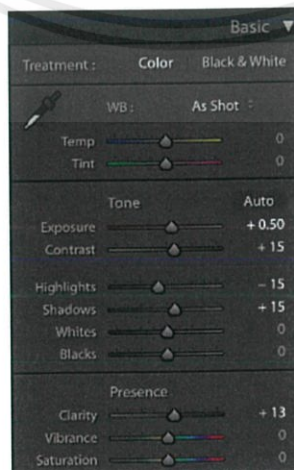 Basic ▼
Treatment : Color Black & White
WB : As Shot
Temp 0
Tint 0
Tone Auto
Exposure + 0.50
Contrast + 15
Highlights − 15
Shadows + 15
Whites 0
Blacks 0
Presence
Clarity + 13
Vibrance 0
Saturation 0